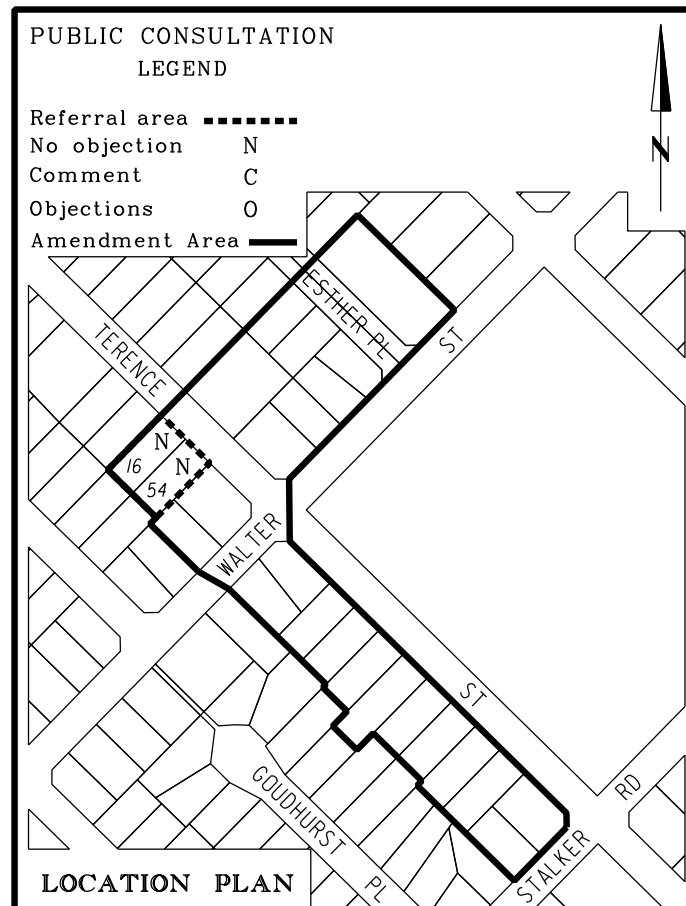 PUBLIC CONSULTATION
LEGEND
Referral area
No objection N
Comment C
Objections O
Amendment Area
N
ESTHER PL
ST
TERENCE
N
16
N
54
WALTER
ST
GOUDHURST PL
RD
STALKER
LOCATION PLAN